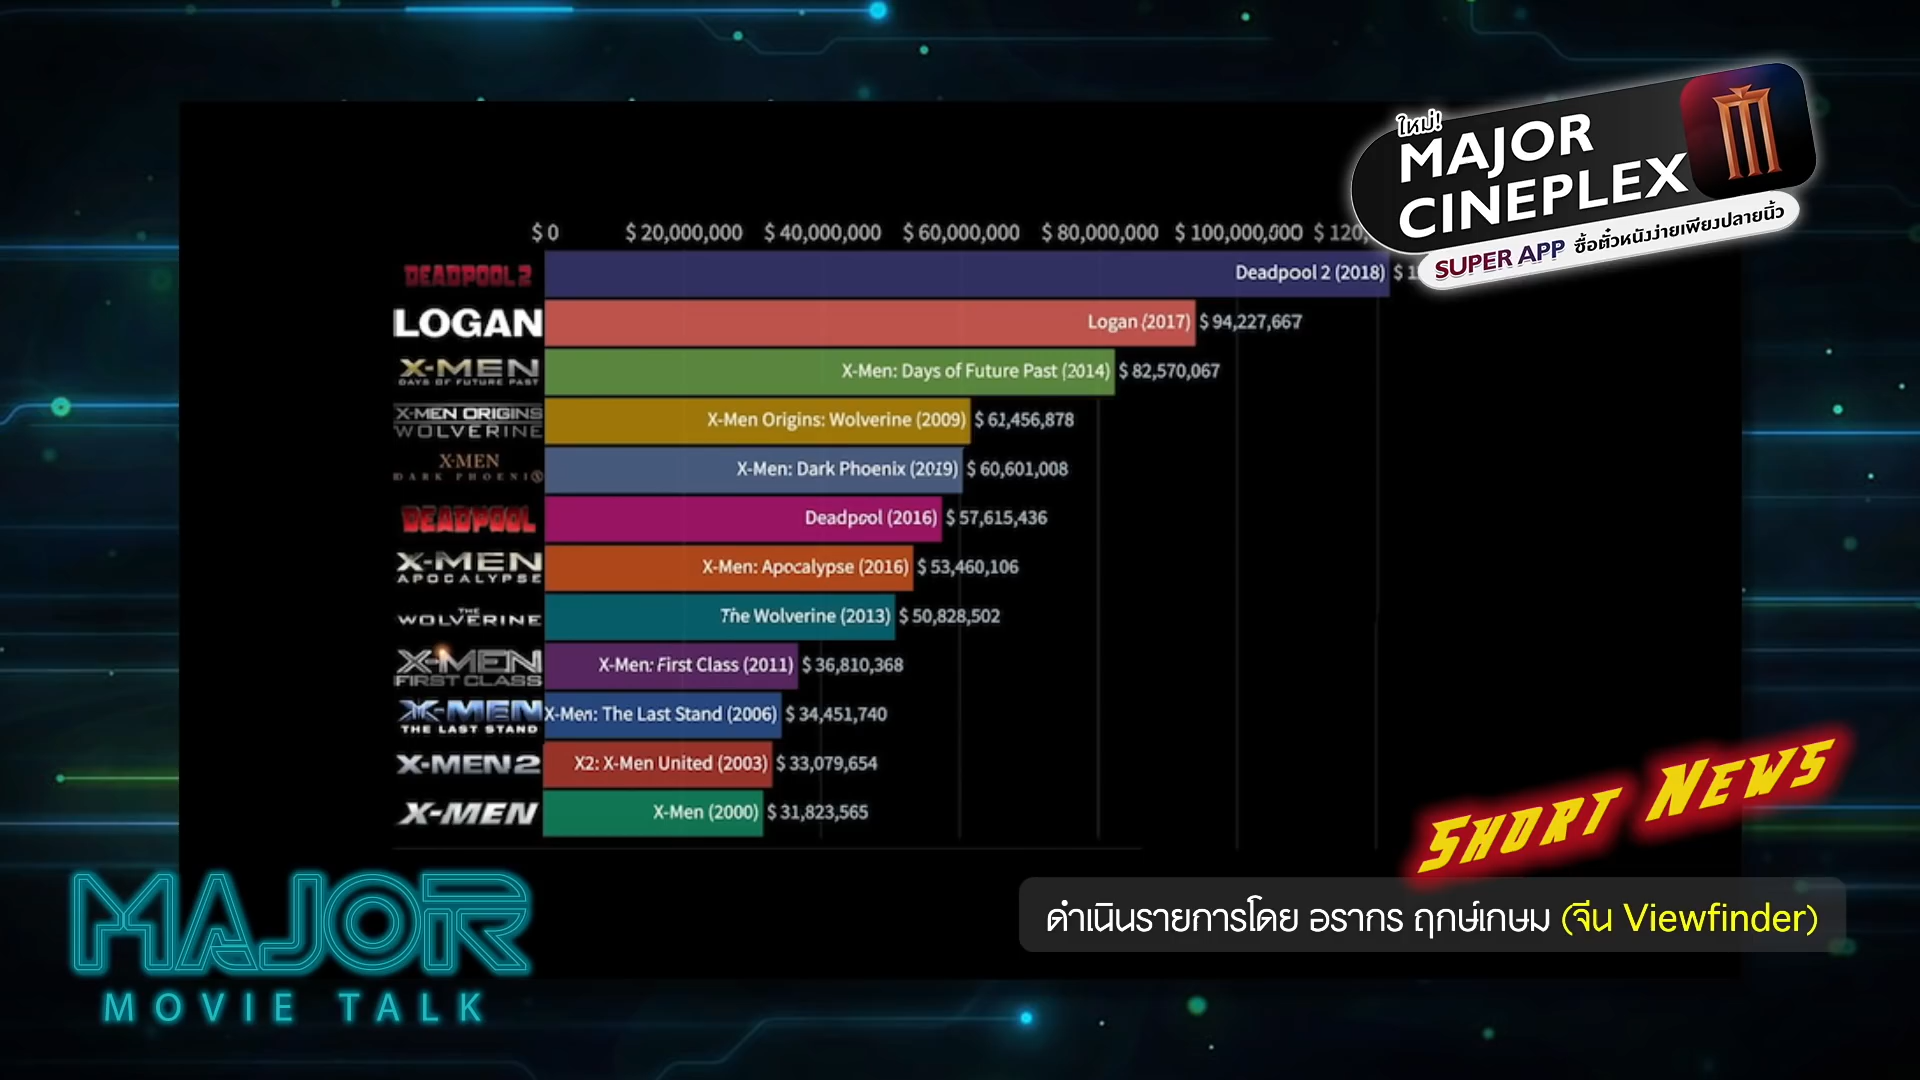 ใหม่!
MAJOR
CINEPLEX
SUPER APP ซื้อตั๋วหนังง่ายเพียงปลายนิ้ว
$ 0 $ 20,000,000 $ 40,000,000 $ 60,000,000 $ 80,000,000 $ 100,000,000 $ 120,
DEADPOOL 2 Deadpool 2 (2018) $ 1
LOGAN Logan (2017) $ 94,227,667
X-MEN DAYS OF FUTURE PAST X-Men: Days of Future Past (2014) $ 82,570,067
X-MEN ORIGINS WOLVERINE X-Men Origins: Wolverine (2009) $ 61,456,878
X-MEN DARK PHOENIX X-Men: Dark Phoenix (2019) $ 60,601,008
DEADPOOL Deadpool (2016) $ 57,615,436
X-MEN APOCALYPSE X-Men: Apocalypse (2016) $ 53,460,106
THE WOLVERINE The Wolverine (2013) $ 50,828,502
X-MEN FIRST CLASS X-Men: First Class (2011) $ 36,810,368
X-MEN THE LAST STAND X-Men: The Last Stand (2006) $ 34,451,740
X-MEN 2 X2: X-Men United (2003) $ 33,079,654
X-MEN X-Men (2000) $ 31,823,565
SHORT NEWS
ดำเนินรายการโดย อรากร ฤกษ์เกษม (จีน Viewfinder)
MAJOR
MOVIE TALK